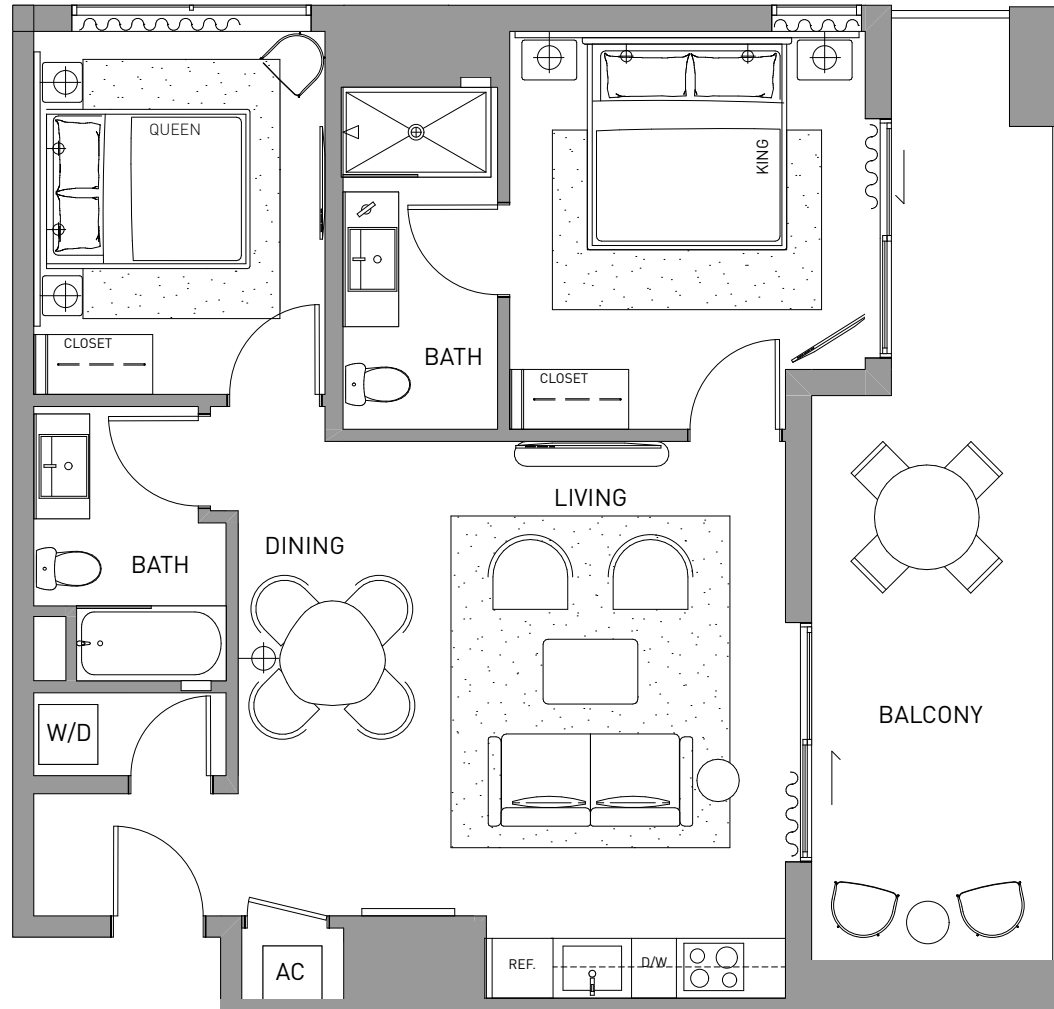 QUEEN
KING
CLOSET
BATH
CLOSET
LIVING
DINING
BATH
BALCONY
W/D
REF.
D/W
AC